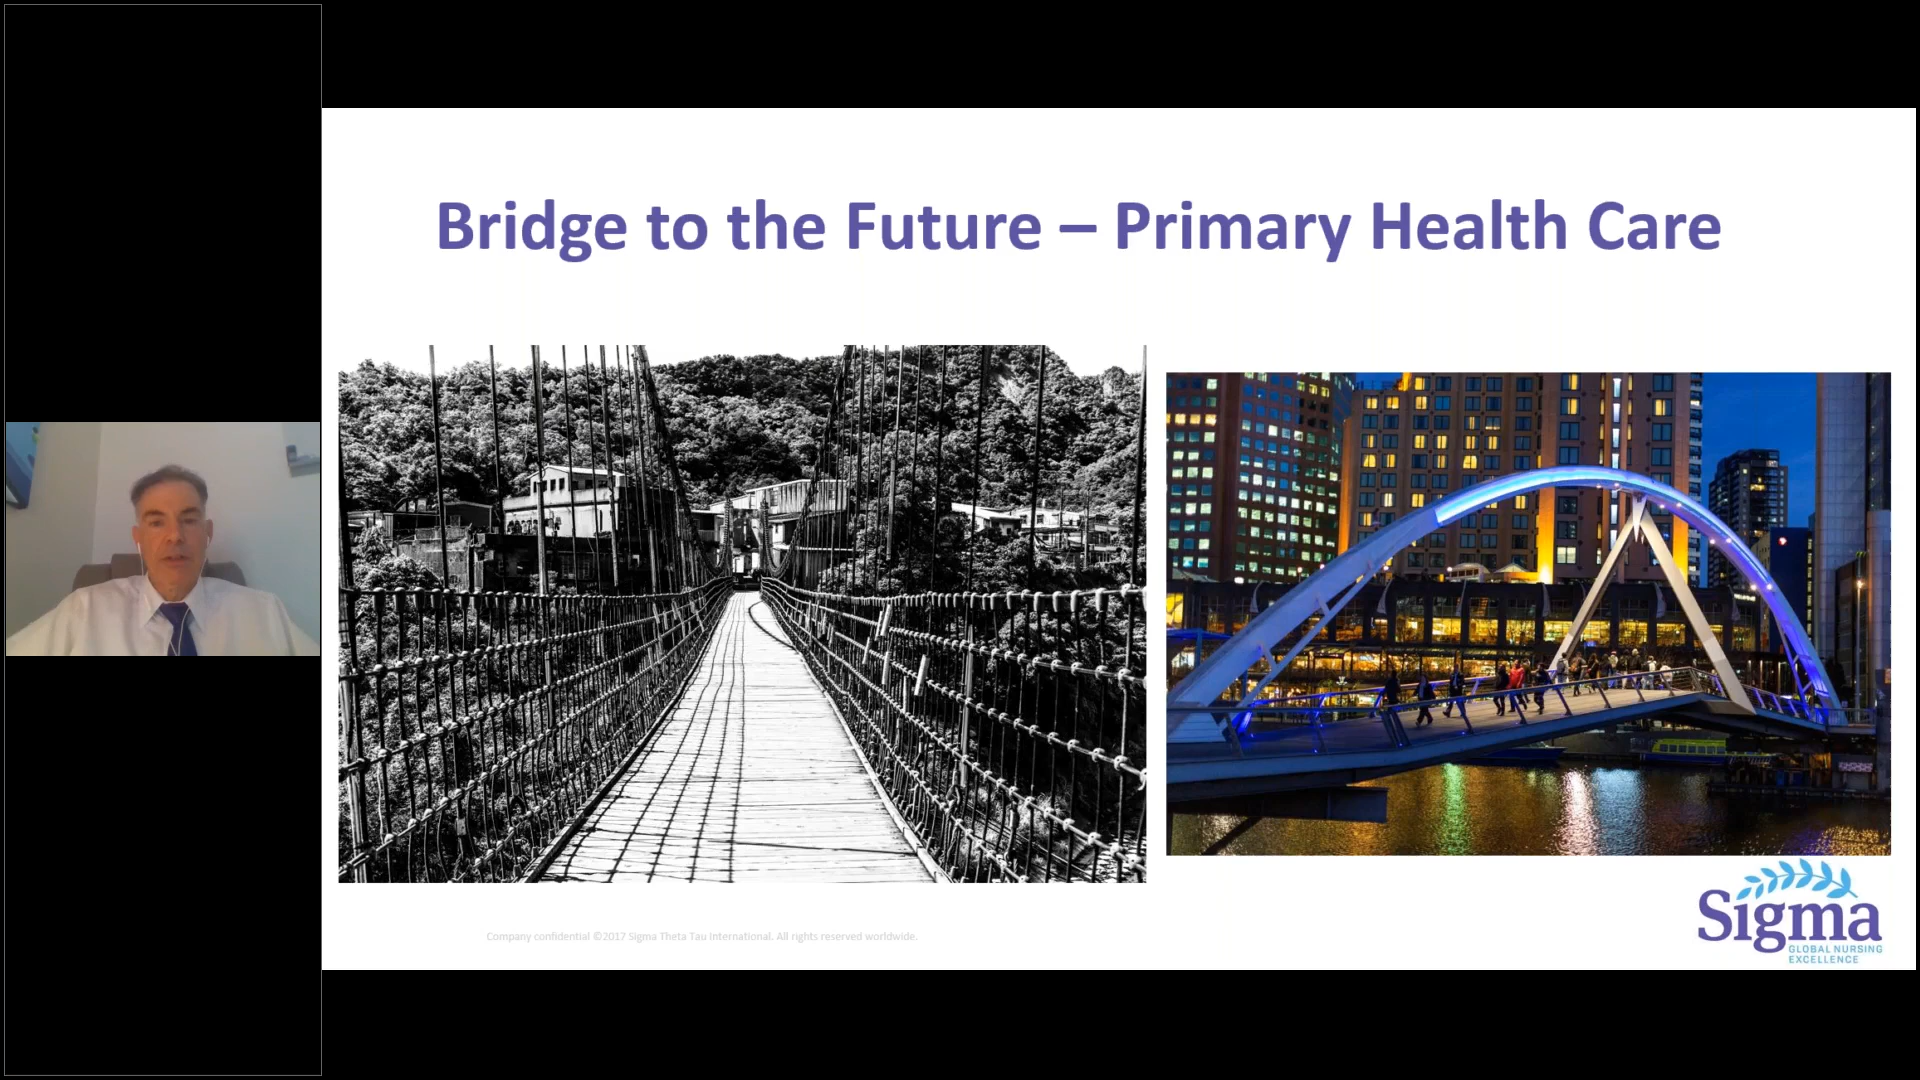 Bridge to the Future – Primary Health Care
Company confidential ©2017 Sigma Theta Tau International. All rights reserved worldwide.
Sigma
GLOBAL NURSING
EXCELLENCE